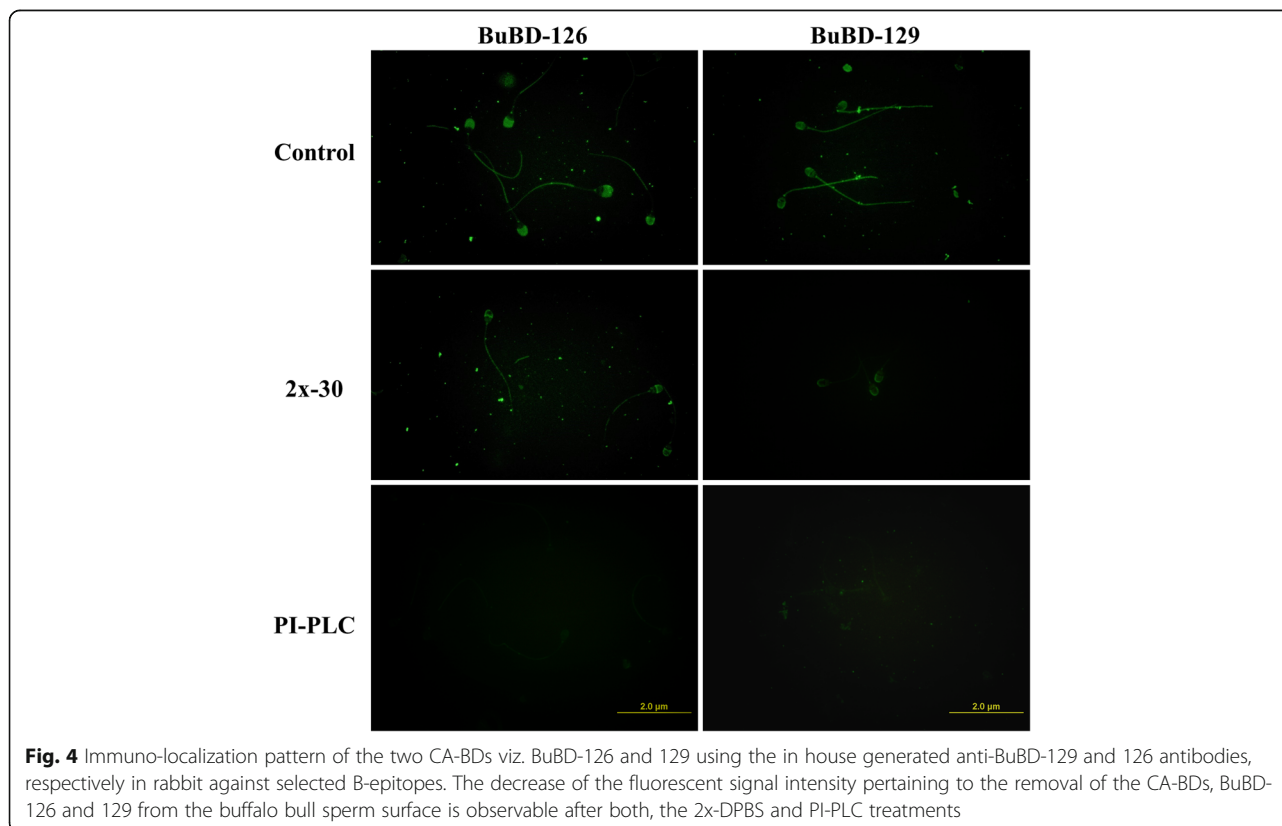 BuBD-126 BuBD-129
Control
2x-30
PI-PLC
2.0 µm 2.0 µm
Fig. 4 Immuno-localization pattern of the two CA-BDs viz. BuBD-126 and 129 using the in house generated anti-BuBD-129 and 126 antibodies,
respectively in rabbit against selected B-epitopes. The decrease of the fluorescent signal intensity pertaining to the removal of the CA-BDs, BuBD-
126 and 129 from the buffalo bull sperm surface is observable after both, the 2x-DPBS and PI-PLC treatments